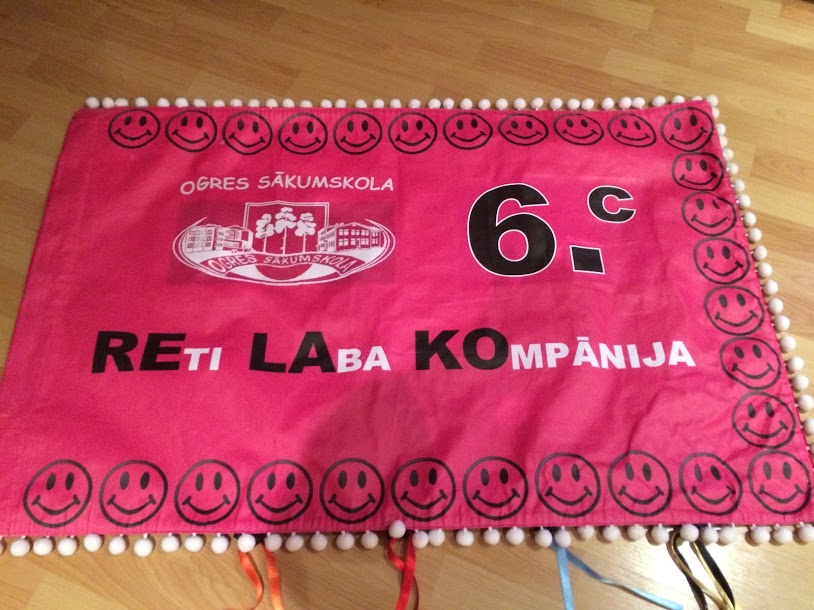 OGRES SĀKUMSKOLA
6.c
OGRES SĀKUMSKOLA
RETI LABA KOMPĀNIJA